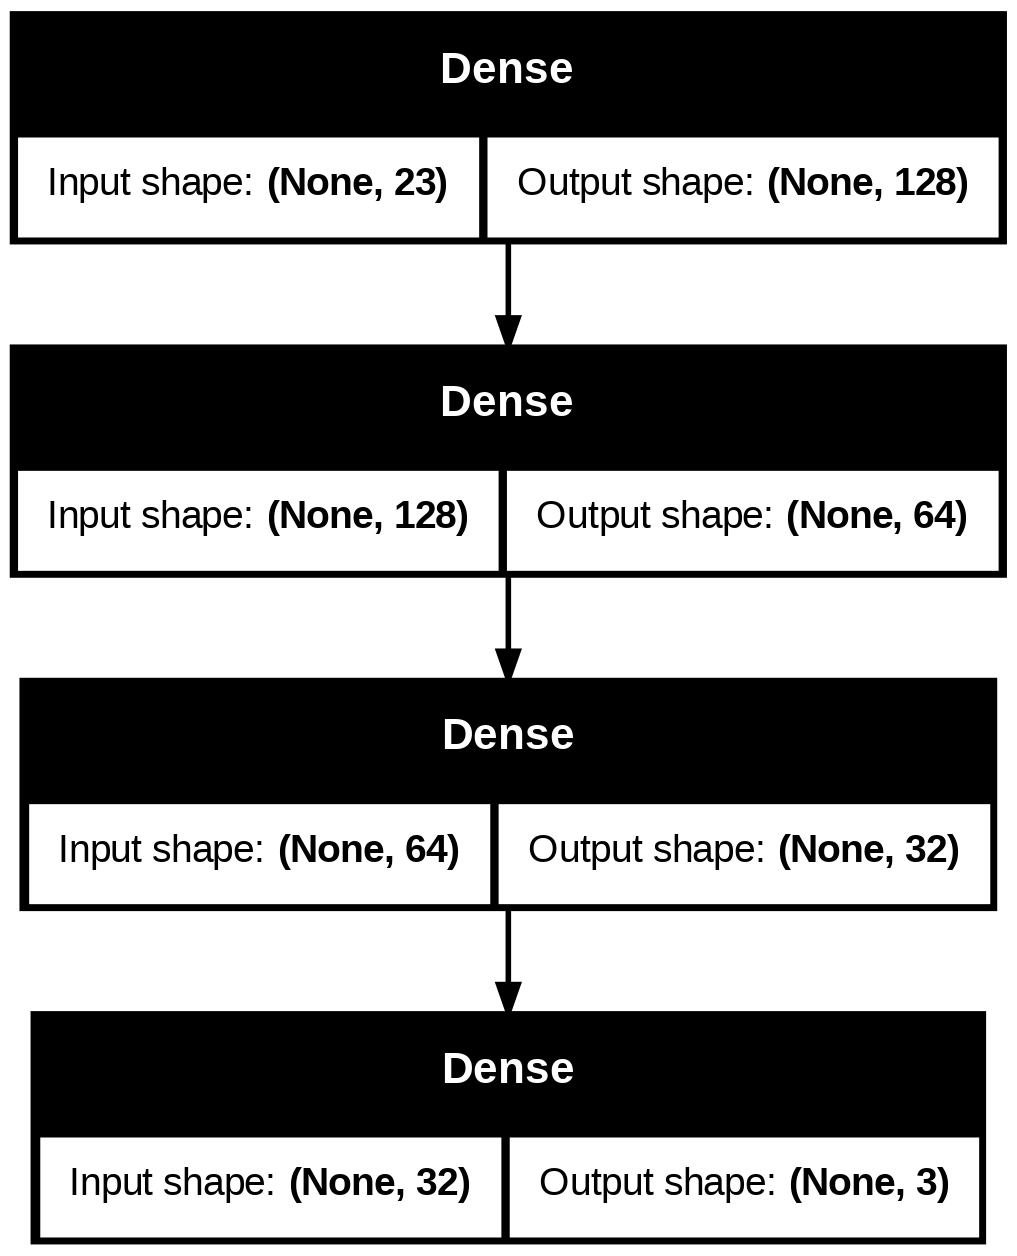 Dense
Input shape: (None, 23) Output shape: (None, 128)
Dense
Input shape: (None, 128) Output shape: (None, 64)
Dense
Input shape: (None, 64) Output shape: (None, 32)
Dense
Input shape: (None, 32) Output shape: (None, 3)